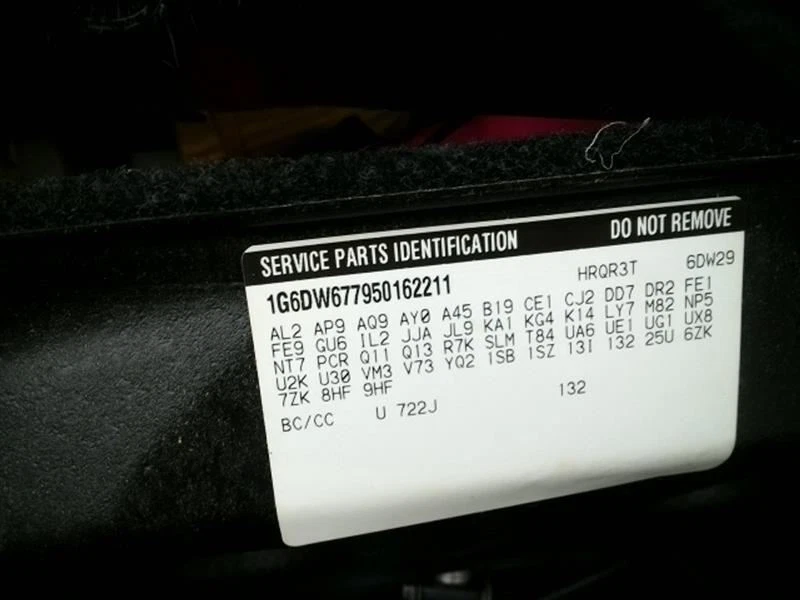 SERVICE PARTS IDENTIFICATION DO NOT REMOVE
1G6DW677950162211 HRQR3T 6DW29
AL2 AP9 AQ9 AY0 A45 B19 CE1 CJ2 DD7 DR2 FE1
FE9 GU6 IL2 JJA JL9 KA1 KG4 K14 LY7 M82 NP5
NT7 PCR Q11 Q13 R7K SLM T84 UA6 UE1 UG1 UX8
U2K U30 VM3 V73 YQ2 1SB 1SZ 13I 132 25U 6ZK
7ZK 8HF 9HF
BC/CC U 722J 132